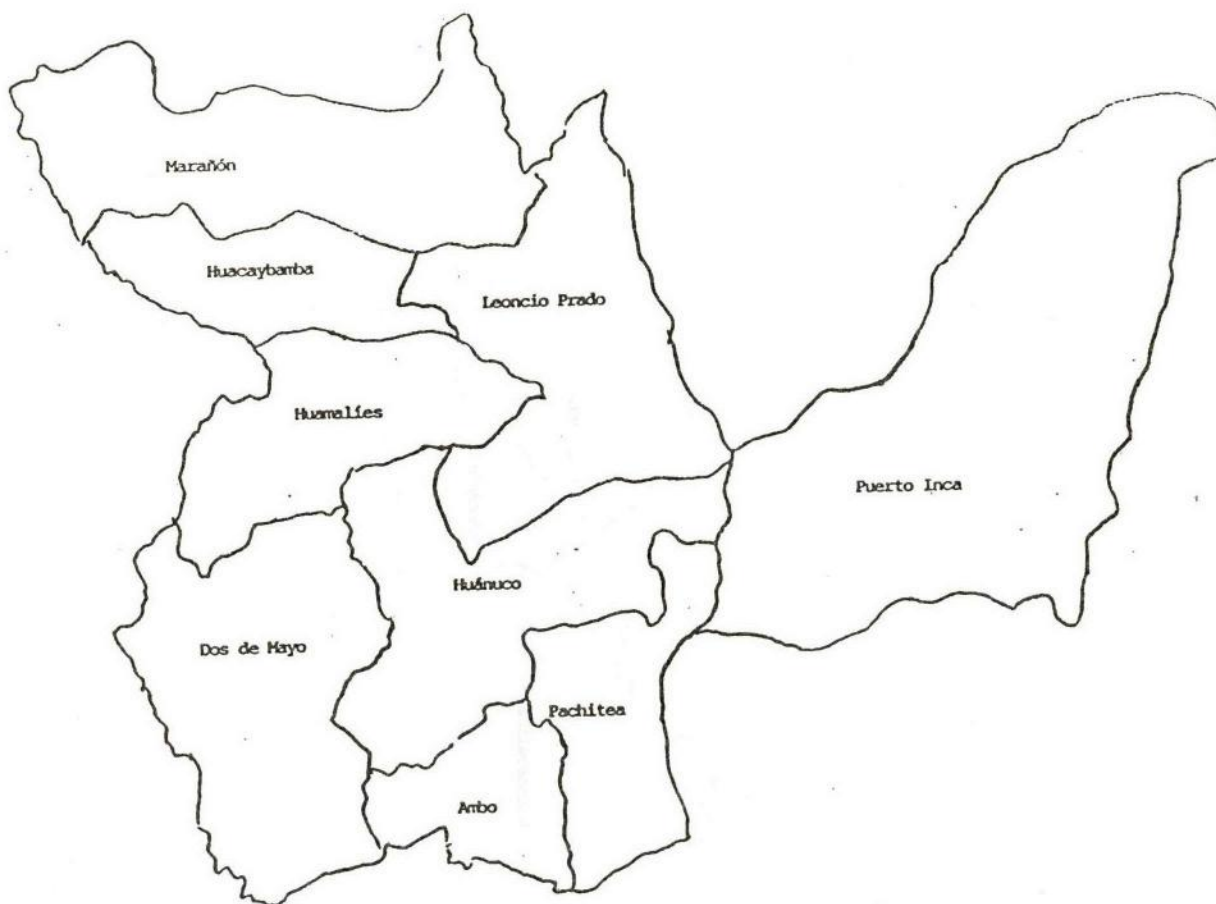 Marañón
Huacaybamba
Leoncio Prado
Huamalíes
Puerto Inca
Huánuco
Dos de Mayo
Pachitea
Ambo